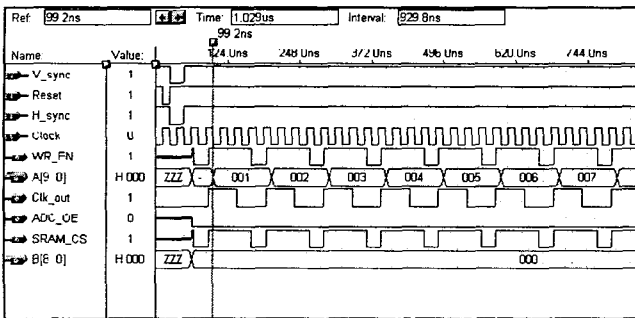 Ref: 99 2ns Time: 1.029us Interval: 929 8ns
99 2ns
Name: Value: 124 0ns 248 0ns 372 0ns 496 0ns 620 0ns 744 0ns
V_sync 1
Reset 1
H_sync 1
Clock 0
WR_EN 1
A[9 0] H 000 ZZZ - 001 002 003 004 005 006 007
Clk_out 1
ADC_OE 0
SRAM_CS 1
B[8 0] H 000 ZZZ 000